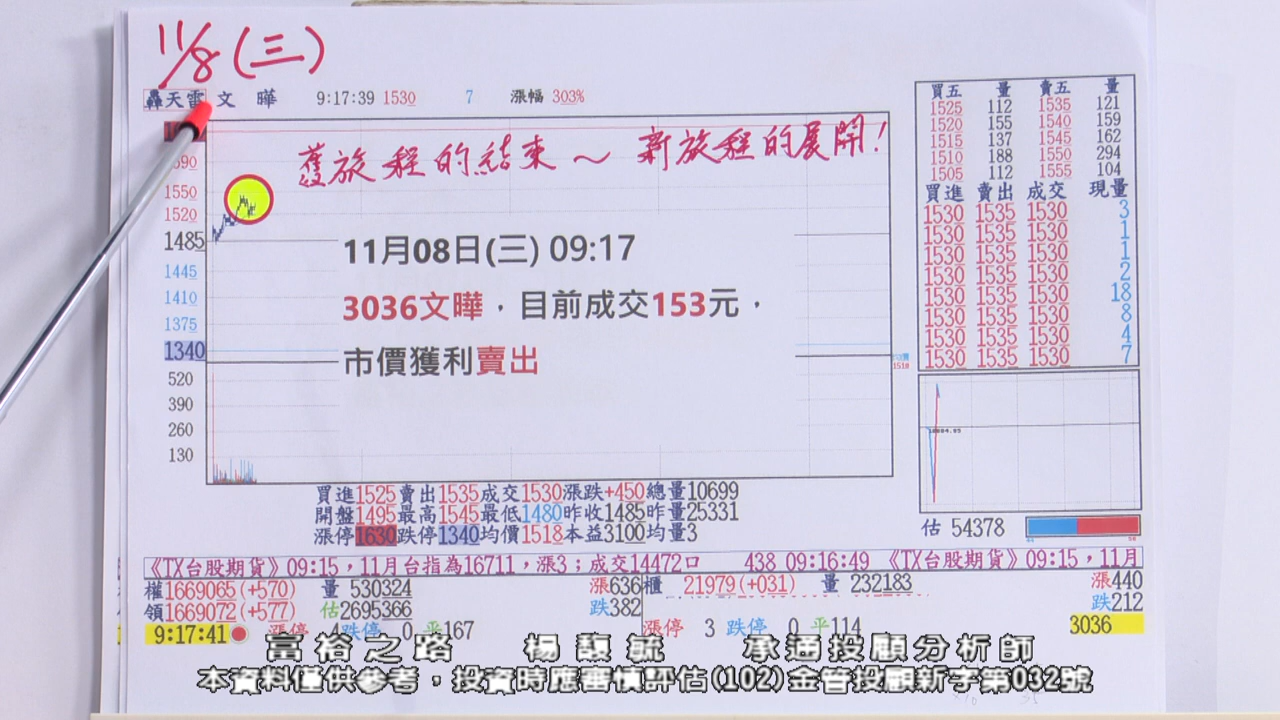 11/8(三)
轟天雷 文 曄 9:17:39 1530 7 漲幅 303%
舊旅程的結束～ 新旅程的展開!
1550
1520
1485
1445
1410
1375
1340
520
390
260
130
11月08日(三) 09:17
3036文曄，目前成交153元，
市價獲利賣出
買五 量 賣五 量
1525 112 1535 121
1520 155 1540 159
1515 137 1545 162
1510 188 1550 294
1505 112 1555 104
買進 賣出 成交 現量
1530 1535 1530 3
1530 1535 1530 1
1530 1535 1530 1
1530 1535 1530 2
1530 1535 1530 18
1530 1535 1530 8
1530 1535 1530 4
1530 1535 1530 7
估 54378
買進1525賣出1535成交1530漲跌+450總量10699
開盤1495最高1545最低1480昨收1485昨量25331
漲停1630跌停1340均價1518本益3100均量3
《TX台股期貨》09:15，11月台指為16711，漲3；成交14472口 438 09:16:49 《TX台股期貨》09:15，11月
權1669065(+570) 量 530324 漲636 櫃 21979(+031) 量 232183 漲440
領1669072(+577) 估2695366 跌382 跌212
9:17:41 漲停 4 跌停 0 平167 漲停 3 跌停 0 平114 3036
富裕之路 楊馥毓 承通投顧分析師
本資料僅供參考，投資時應審慎評估(102)金管投顧新字第032號